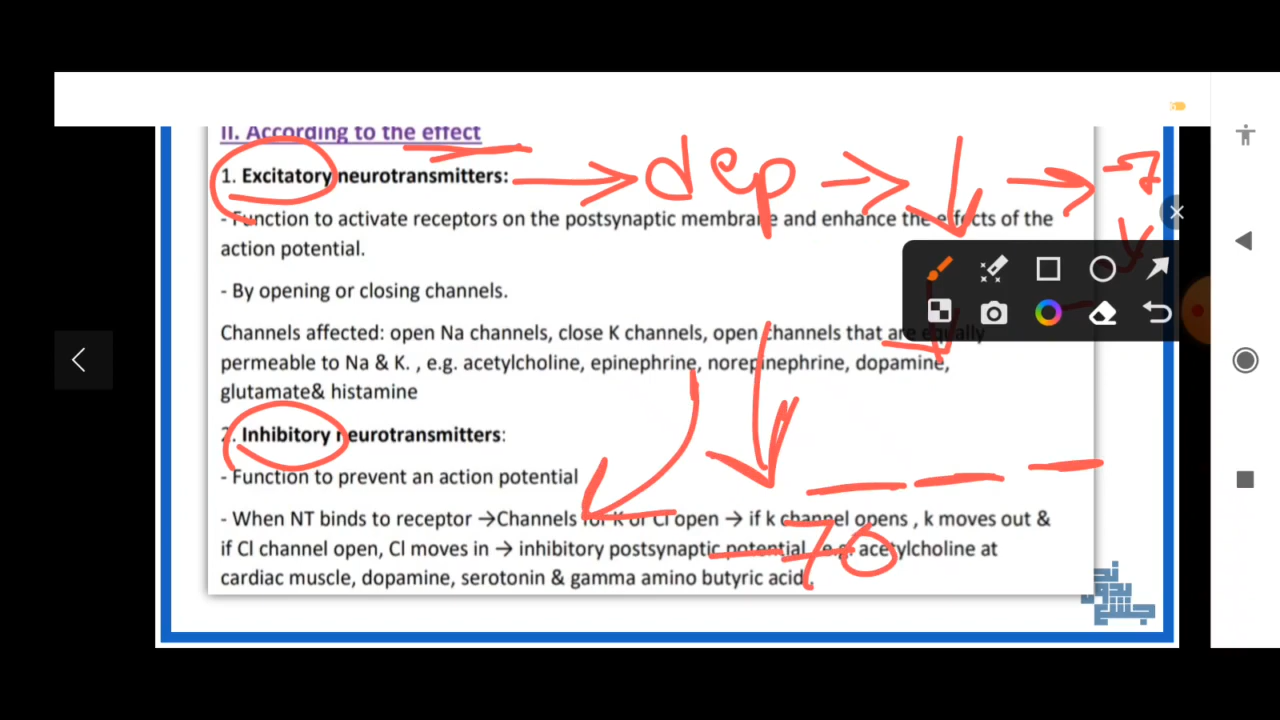 II. According to the effect
1. Excitatory neurotransmitters: → dep → ↓ → -7
- Function to activate receptors on the postsynaptic membrane and enhance the effects of the
action potential.
- By opening or closing channels.
Channels affected: open Na channels, close K channels, open channels that are equally
permeable to Na & K. , e.g. acetylcholine, epinephrine, norepinephrine, dopamine,
glutamate& histamine
2. Inhibitory neurotransmitters:
- Function to prevent an action potential
- When NT binds to receptor →Channels for K or Cl open → if k channel opens , k moves out &
if Cl channel open, Cl moves in → inhibitory postsynaptic potential, e.g. acetylcholine at
cardiac muscle, dopamine, serotonin & gamma amino butyric acid .
-70
نحن
بدون